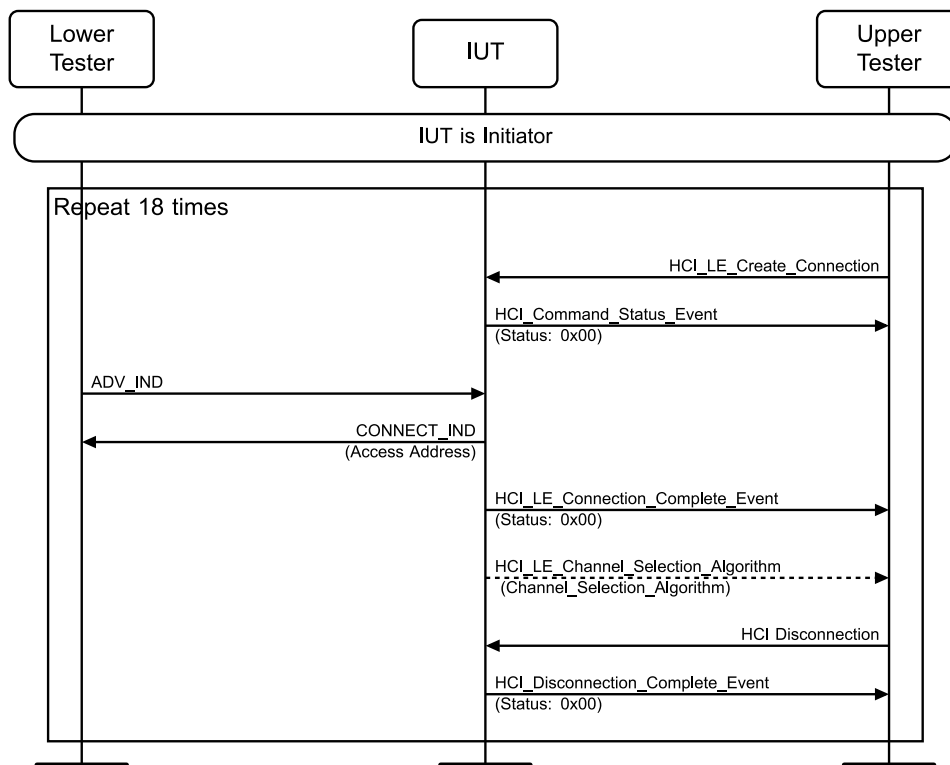 Lower
Tester
IUT
Upper
Tester
IUT is Initiator
Repeat 18 times
HCI_LE_Create_Connection
HCI_Command_Status_Event
(Status: 0x00)
ADV_IND
CONNECT_IND
(Access Address)
HCI_LE_Connection_Complete_Event
(Status: 0x00)
HCI_LE_Channel_Selection_Algorithm
(Channel_Selection_Algorithm)
HCI Disconnection
HCI_Disconnection_Complete_Event
(Status: 0x00)